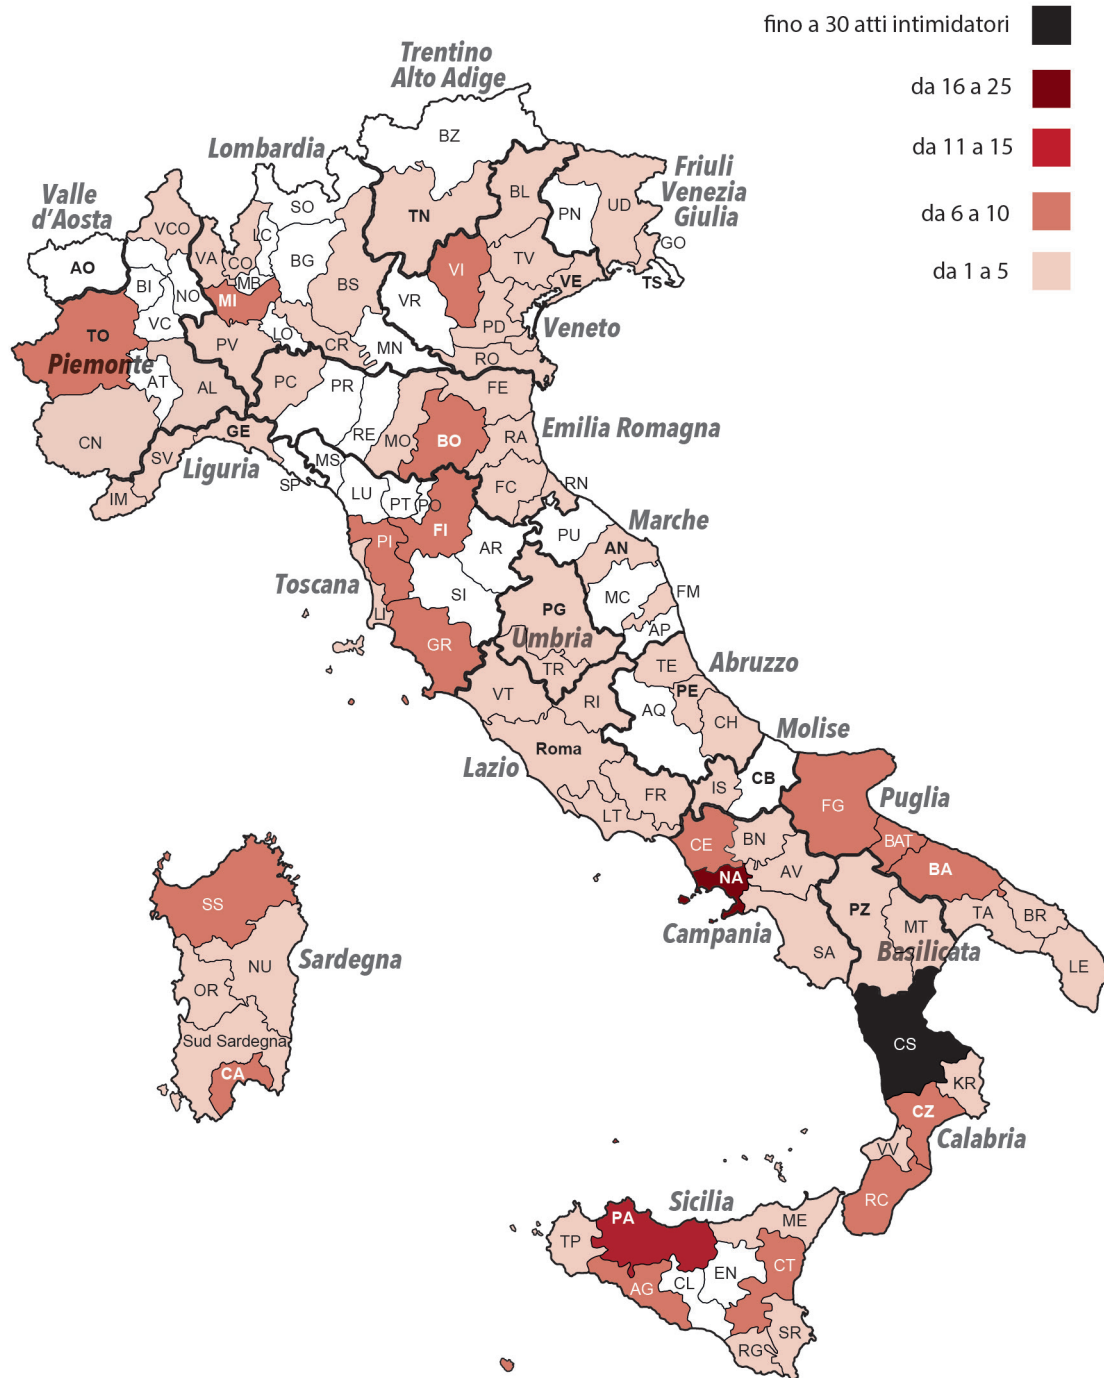 fino a 30 atti intimidatori
da 16 a 25
da 11 a 15
da 6 a 10
da 1 a 5
Trentino
Alto Adige
BZ
Lombardia
Friuli
Venezia
Giulia
Valle
d’Aosta
SO
BL
PN
UD
TN
VCO
LC
GO
AO
VA
CO
BG
TV
VI
VE
TS
BI
NO
MB
BS
MI
VR
VC
LO
PD
Veneto
TO
PV
CR
MN
RO
Piemonte
AT
AL
PC
PR
FE
CN
GE
RE
MO
BO
RA
Emilia Romagna
SV
Liguria
MS
SP
LU
PT
PO
FC
RN
IM
FI
PU
Marche
PI
AR
AN
Toscana
SI
MC
FM
LI
PG
AP
GR
Umbria
TR
TE
Abruzzo
VT
RI
PE
AQ
CH
Roma
Molise
Lazio
CB
IS
FR
LT
FG
Puglia
CE
BN
BAT
AV
BA
NA
SS
PZ
TA
BR
Campania
MT
SA
Basilicata
LE
Sardegna
NU
OR
Sud Sardegna
CS
CA
KR
CZ
Calabria
VV
RC
Sicilia
PA
ME
TP
CT
EN
AG
CL
SR
RG